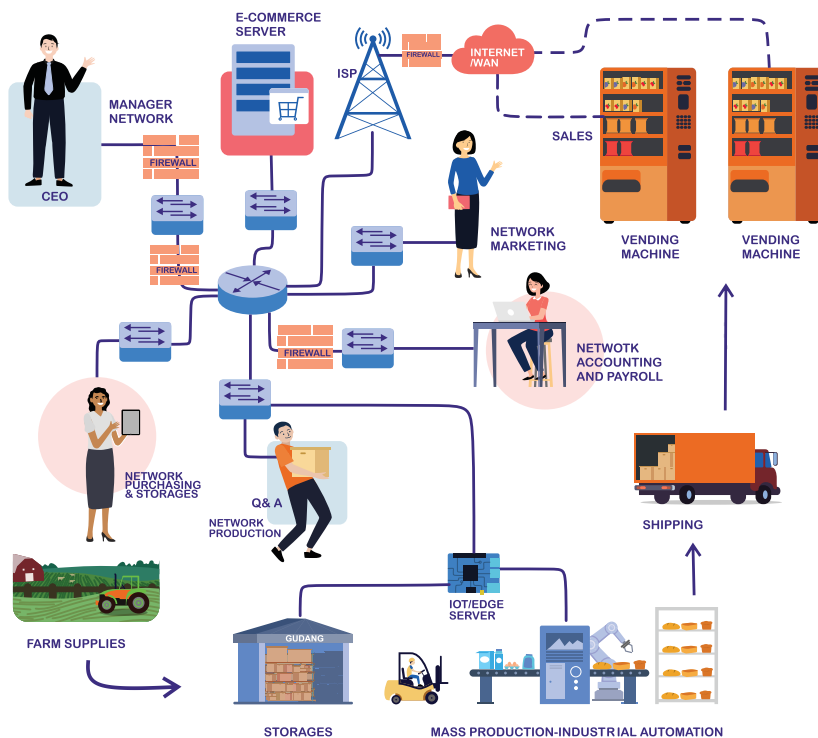 E-COMMERCE
SERVER
ISP
FIREWALL
INTERNET
/WAN
MANAGER
NETWORK
FIREWALL
CEO
SALES
VENDING
MACHINE
VENDING
MACHINE
NETWORK
MARKETING
FIREWALL
FIREWALL
NETWOTK
ACCOUNTING
AND PAYROLL
NETWORK
PURCHASING
& STORAGES
Q& A
NETWORK
PRODUCTION
SHIPPING
IOT/EDGE
SERVER
FARM SUPPLIES
GUDANG
STORAGES
MASS PRODUCTION-INDUSTRIAL AUTOMATION